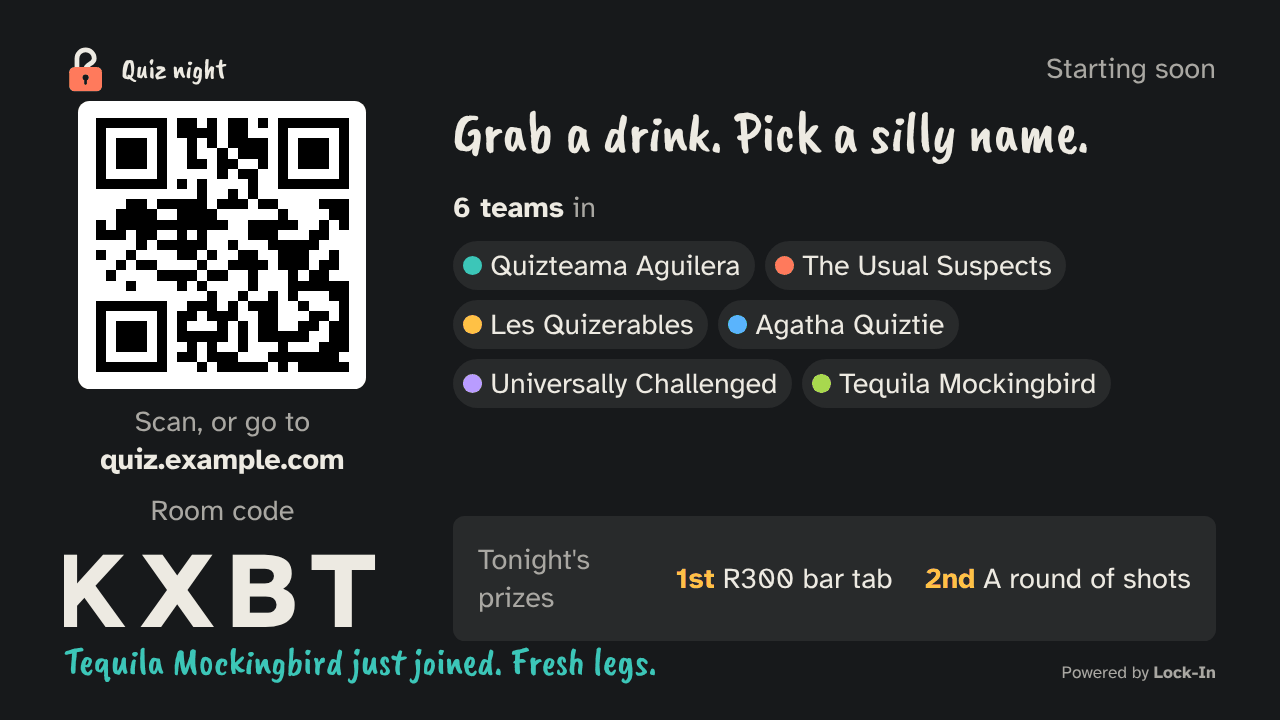 Quiz night
Starting soon
Grab a drink. Pick a silly name.
6 teams in
Quizteama Aguilera
The Usual Suspects
Les Quizerables
Agatha Quiztie
Universally Challenged
Tequila Mockingbird
Scan, or go to
quiz.example.com
Room code
KXBT
Tonight's
prizes
1st R300 bar tab
2nd A round of shots
Tequila Mockingbird just joined. Fresh legs.
Powered by Lock-In